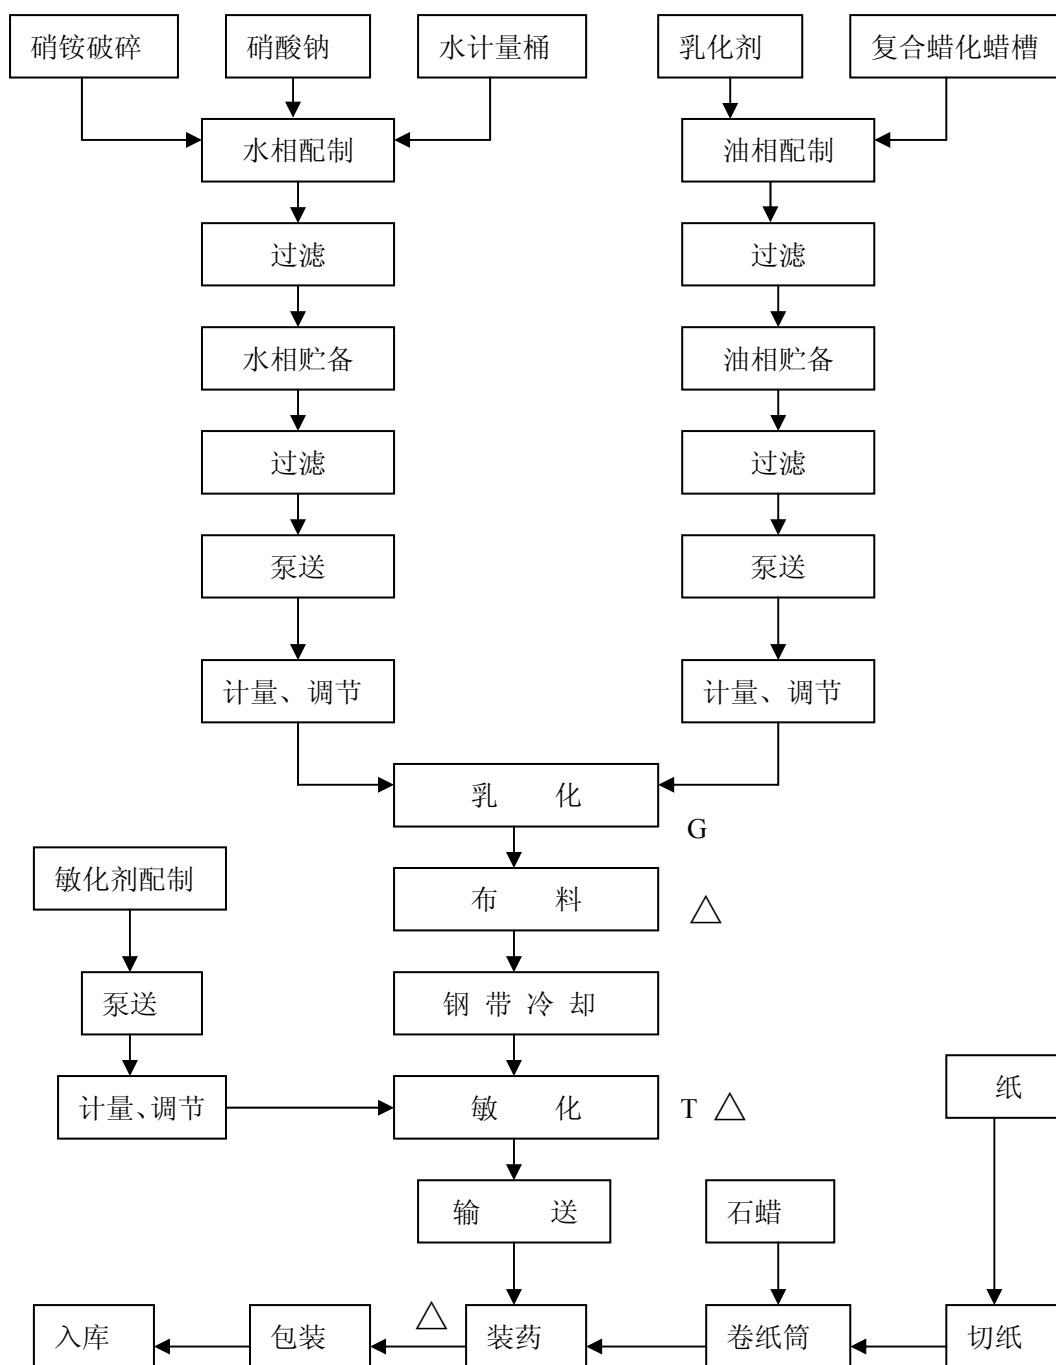 硝铵破碎
硝酸钠
水计量桶
乳化剂
复合蜡化蜡槽
水相配制
油相配制
过滤
过滤
水相贮备
油相贮备
过滤
过滤
泵送
泵送
计量、调节
计量、调节
乳 化
G
敏化剂配制
布 料
△
泵送
钢 带 冷 却
计量、调节
敏 化
T △
纸
输 送
石蜡
入库
包装
△
装药
卷纸筒
切纸